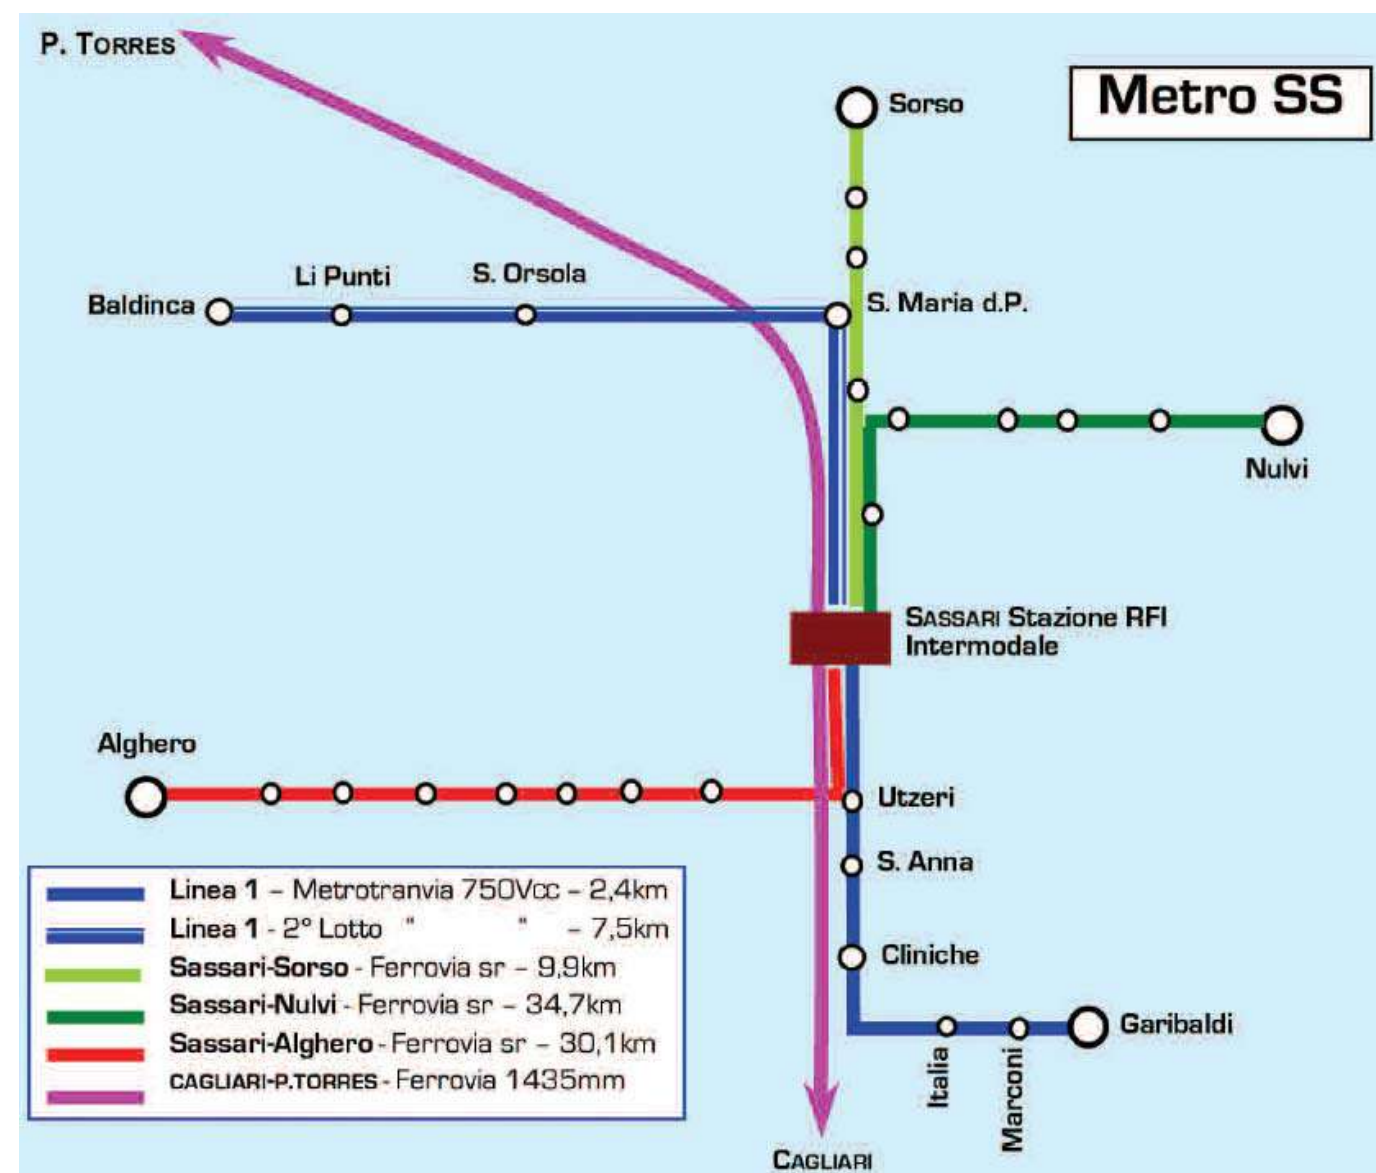 P. TORRES
Metro SS
Sorso
Li Punti
S. Orsola
Baldinca
S. Maria d.P.
Nulvi
SASSARI Stazione RFI
Intermodale
Alghero
Utzeri
S. Anna
Cliniche
Garibaldi
Italia
Marconi
CAGLIARI
Linea 1 – Metrotranvia 750Vcc – 2,4km
Linea 1 - 2° Lotto " " – 7,5km
Sassari-Sorso - Ferrovia sr – 9,9km
Sassari-Nulvi - Ferrovia sr – 34,7km
Sassari-Alghero - Ferrovia sr – 30,1km
CAGLIARI-P.TORRES - Ferrovia 1435mm